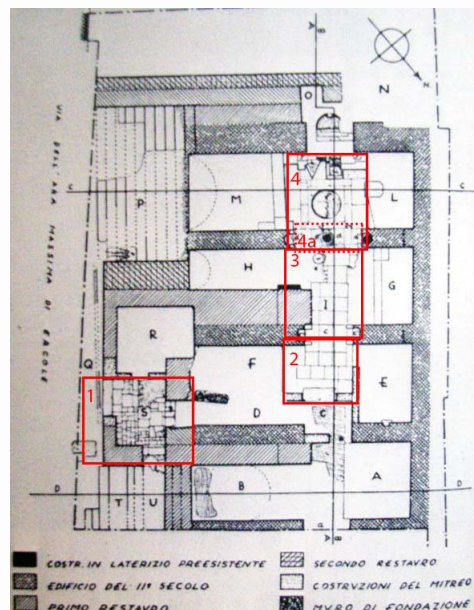 A
B
N
N.
O
4
C
M
L
C
P
4a
3
H
G
I
VIA DELL'ARA MASSIMA DI ERCOLE
R
2
Q
F
E
1
S
D
C
D
T
U
B
A
D
a
B
COSTR. IN LATERIZIO PREESISTENTE
SECONDO RESTAURO
EDIFICIO DEL IIº SECOLO
COSTRUZIONI DEL MITREO
PRIMO RESTAURO
MURO DI FONDAZIONE